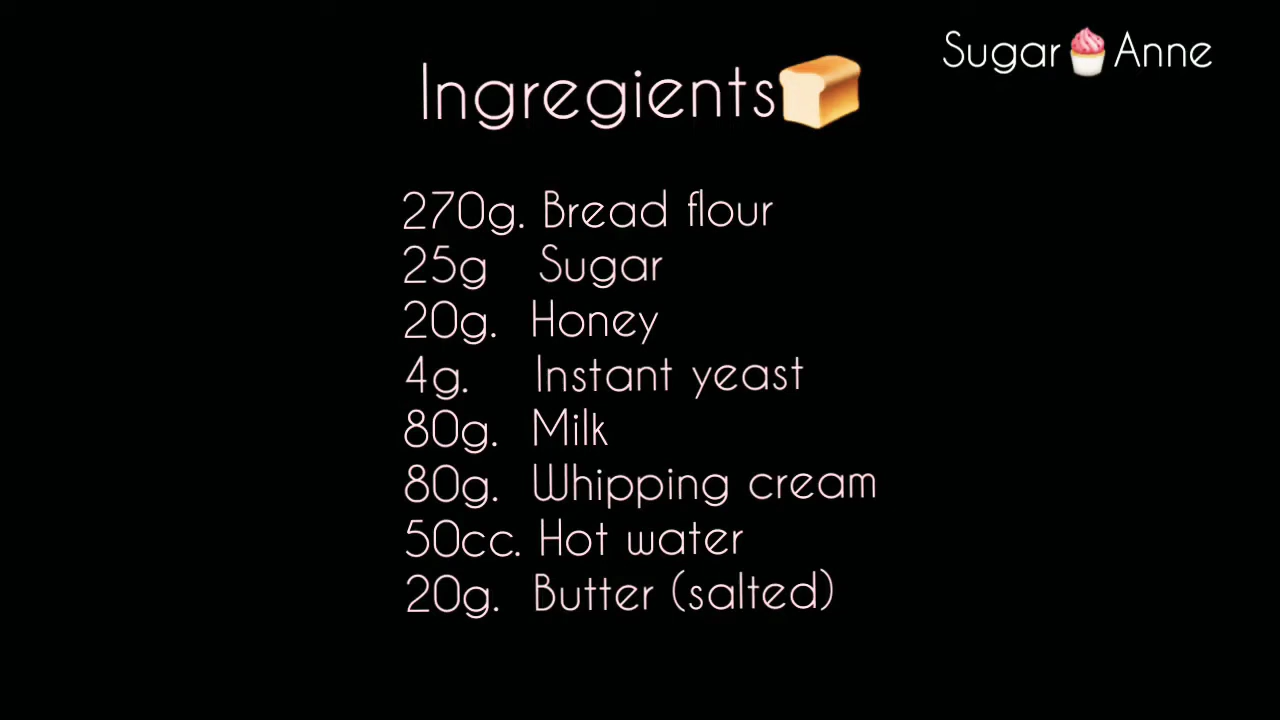 Sugar🧁Anne
Ingregients🍞
270g. Bread flour
25g Sugar
20g. Honey
4g. Instant yeast
80g. Milk
80g. Whipping cream
50cc. Hot water
20g. Butter (salted)